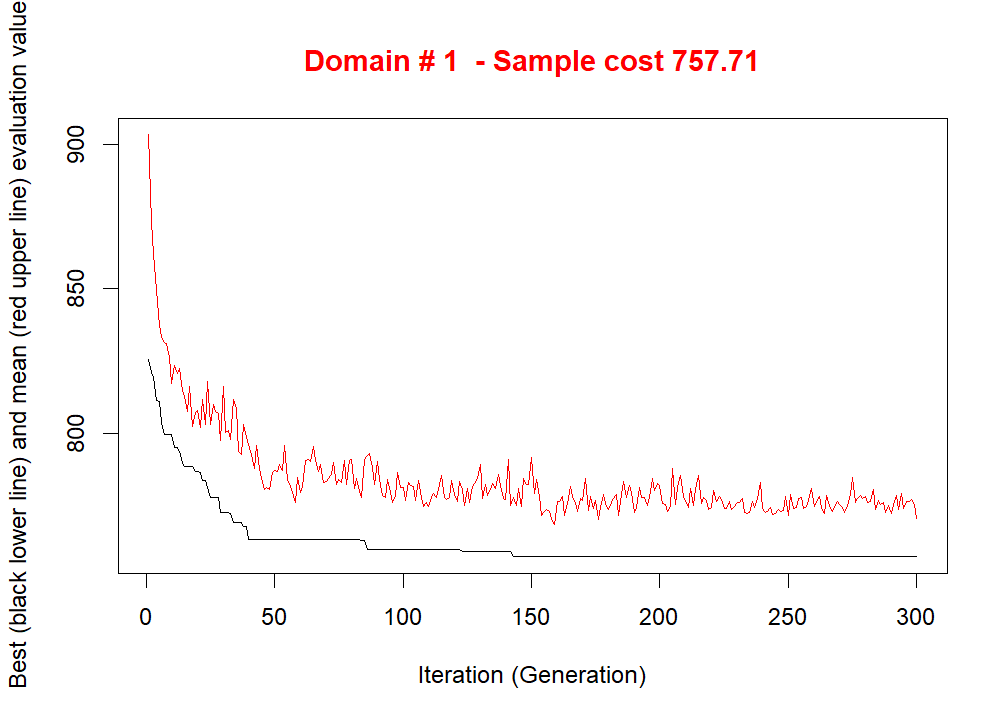 Domain # 1  - Sample cost 757.71
Best (black lower line) and mean (red upper line) evaluation value
900
850
800
0 50 100 150 200 250 300
Iteration (Generation)